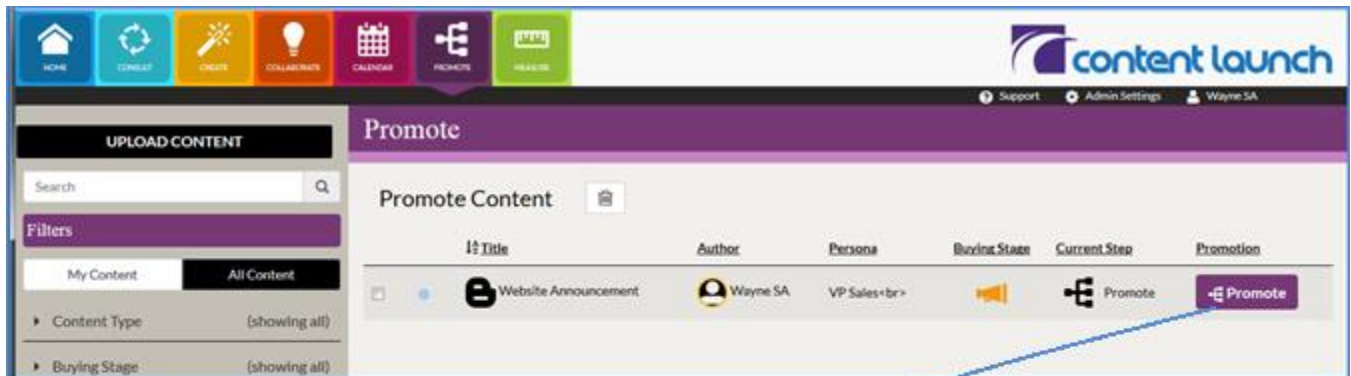 HOME CONSULT CREATE COLLABORATE CALENDAR PROMOTE MEASURE
content launch
Support Admin Settings Wayne SA
UPLOAD CONTENT
Promote
Search
Promote Content
Filters
Title Author Persona Buying Stage Current Step Promotion
My Content All Content
Website Announcement Wayne SA VP Sales<br> Promote Promote
Content Type (showing all)
Buying Stage (showing all)